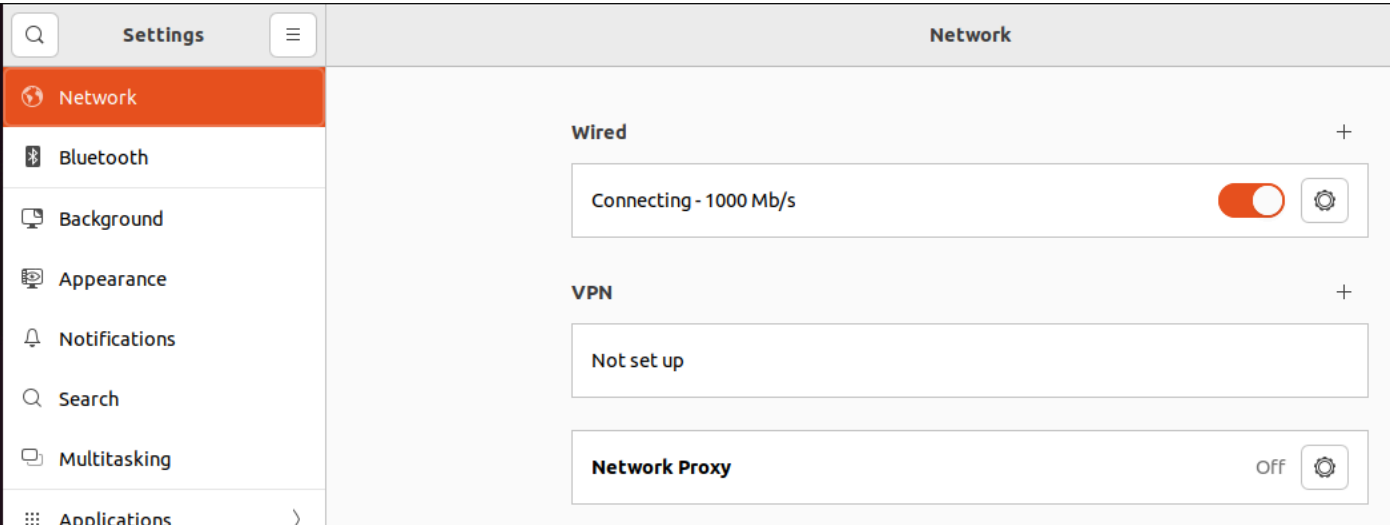 Settings
Network
Network
Bluetooth
Background
Appearance
Notifications
Search
Multitasking
Applications
Wired
Connecting - 1000 Mb/s
VPN
Not set up
Network Proxy
Off